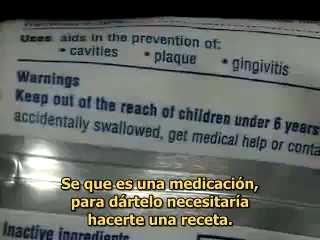 Uses aids in the prevention of:
• cavities • plaque • gingivitis
Warnings
Keep out of the reach of children under 6 years
accidentally swallowed, get medical help or conta
Se que es una medicación,
para dártelo necesitaría
hacerte una receta.
Inactive ingredients